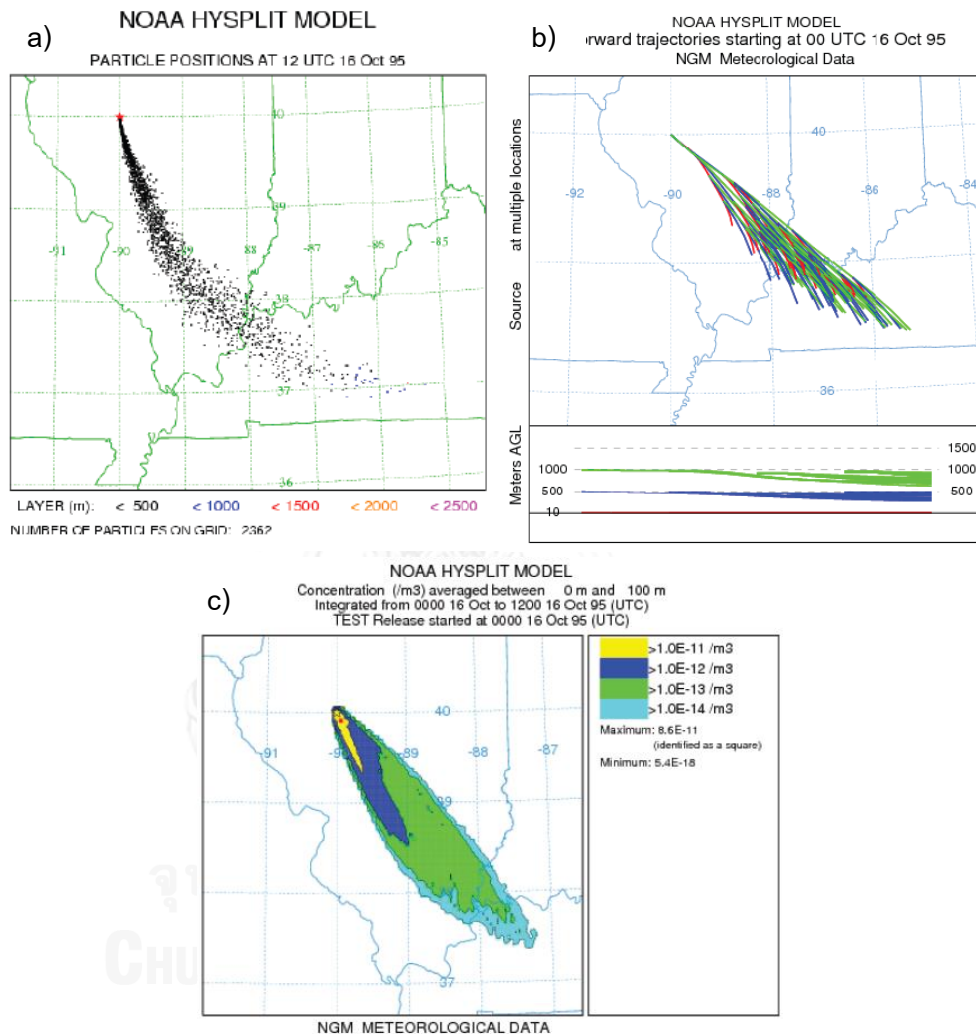 a)
NOAA HYSPLIT MODEL
PARTICLE POSITIONS AT 12 UTC 16 Oct 95
40
39
-91
-90
-89
-88
-87
-86
-85
38
37
36
LAYER (m): < 500 < 1000 < 1500 < 2000 < 2500
NUMBER OF PARTICLES ON GRID: 2362
b)
NOAA HYSPLIT MODEL
orward trajectories starting at 00 UTC 16 Oct 95
NGM Metecrological Data
Source at multiple locations
40
-92
-90
-88
-86
-84
36
Meters AGL
1500
1000
1000
500
500
10
c)
NOAA HYSPLIT MODEL
Concentration (/m3) averaged between 0 m and 100 m
Integrated from 0000 16 Oct to 1200 16 Oct 95 (UTC)
TEST Release started at 0000 16 Oct 95 (UTC)
40
-91
-90
-89
-88
-87
39
37
>1.0E-11 /m3
>1.0E-12 /m3
>1.0E-13 /m3
>1.0E-14 /m3
Maximum: 8.6E-11
(identified as a square)
Minimum: 5.4E-18
NGM METEOROLOGICAL DATA
CHU